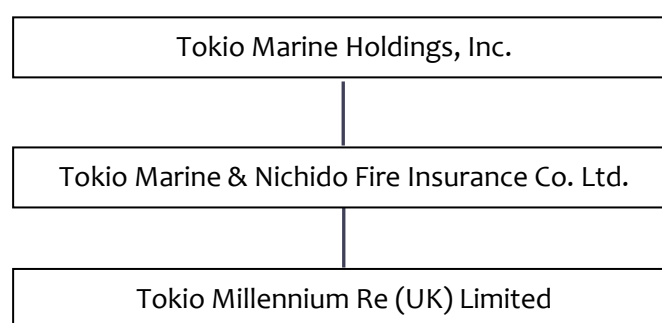 Tokio Marine Holdings, Inc.
Tokio Marine & Nichido Fire Insurance Co. Ltd.
Tokio Millennium Re (UK) Limited